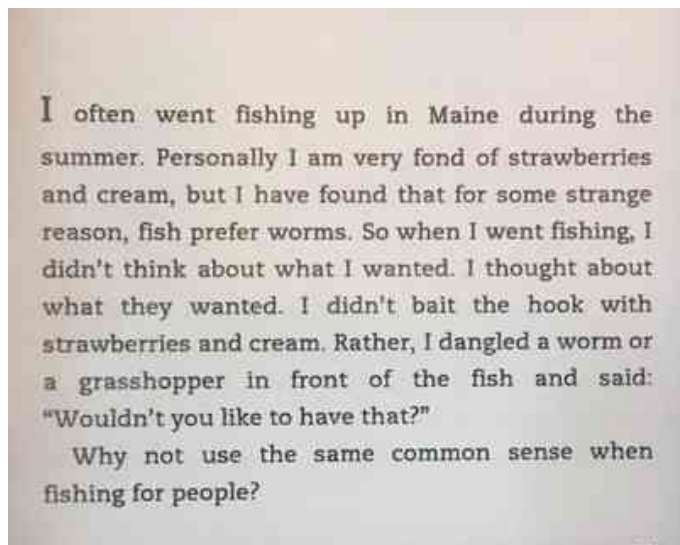 I often went fishing up in Maine during the
summer. Personally I am very fond of strawberries
and cream, but I have found that for some strange
reason, fish prefer worms. So when I went fishing, I
didn't think about what I wanted. I thought about
what they wanted. I didn't bait the hook with
strawberries and cream. Rather, I dangled a worm or
a grasshopper in front of the fish and said:
"Wouldn't you like to have that?"
Why not use the same common sense when
fishing for people?